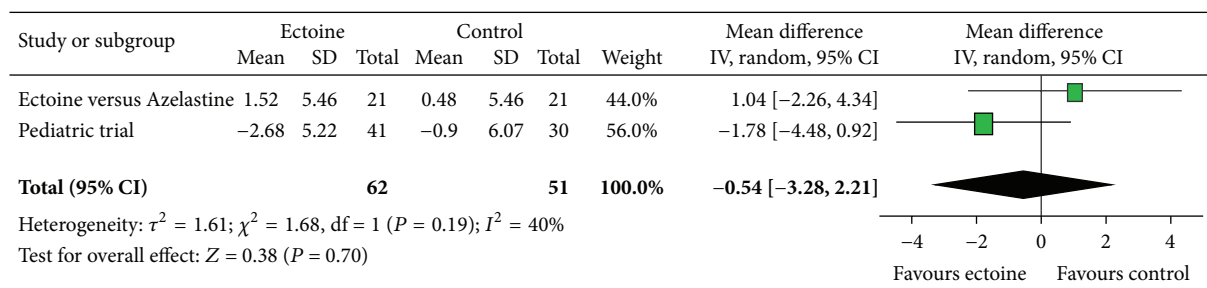 Study or subgroup Ectoine Control Mean difference Mean difference
Mean SD Total Mean SD Total Weight IV, random, 95% CI IV, random, 95% CI
Ectoine versus Azelastine 1.52 5.46 21 0.48 5.46 21 44.0% 1.04 [−2.26, 4.34]
Pediatric trial −2.68 5.22 41 −0.9 6.07 30 56.0% −1.78 [−4.48, 0.92]
Total (95% CI) 62 51 100.0% −0.54 [−3.28, 2.21]
Heterogeneity: τ² = 1.61; χ² = 1.68, df = 1 (P = 0.19); I² = 40%
Test for overall effect: Z = 0.38 (P = 0.70)
−4 −2 0 2 4
Favours ectoine Favours control